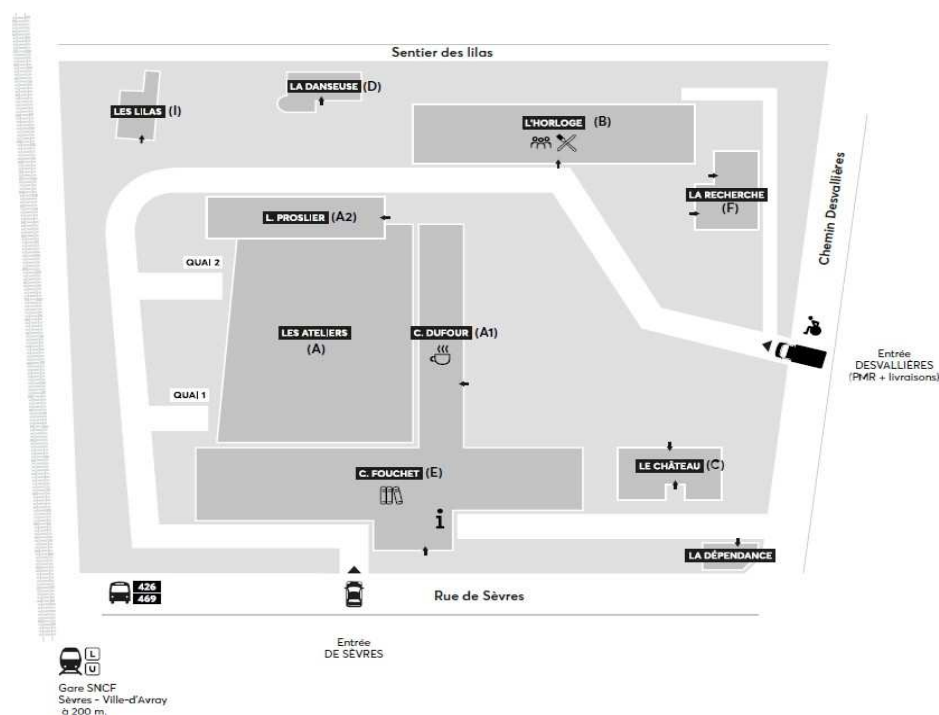 Sentier des lilas
LA DANSEUSE (D)
LES LILAS (I)
L'HORLOGE (B)
LA RECHERCHE
(F)
Chemin Desvallières
L. PROSLIER (A2)
QUAI 2
LES ATELIERS
(A)
C. DUFOUR (A1)
Entrée
DESVALLIÈRES
(PMR + livraisons)
QUAI 1
C. FOUCHET (E)
LE CHÂTEAU (C)
i
LA DÉPENDANCE
426
469
Rue de Sèvres
Entrée
DE SÈVRES
L
U
Gare SNCF
Sèvres - Ville-d'Avray
à 200 m.